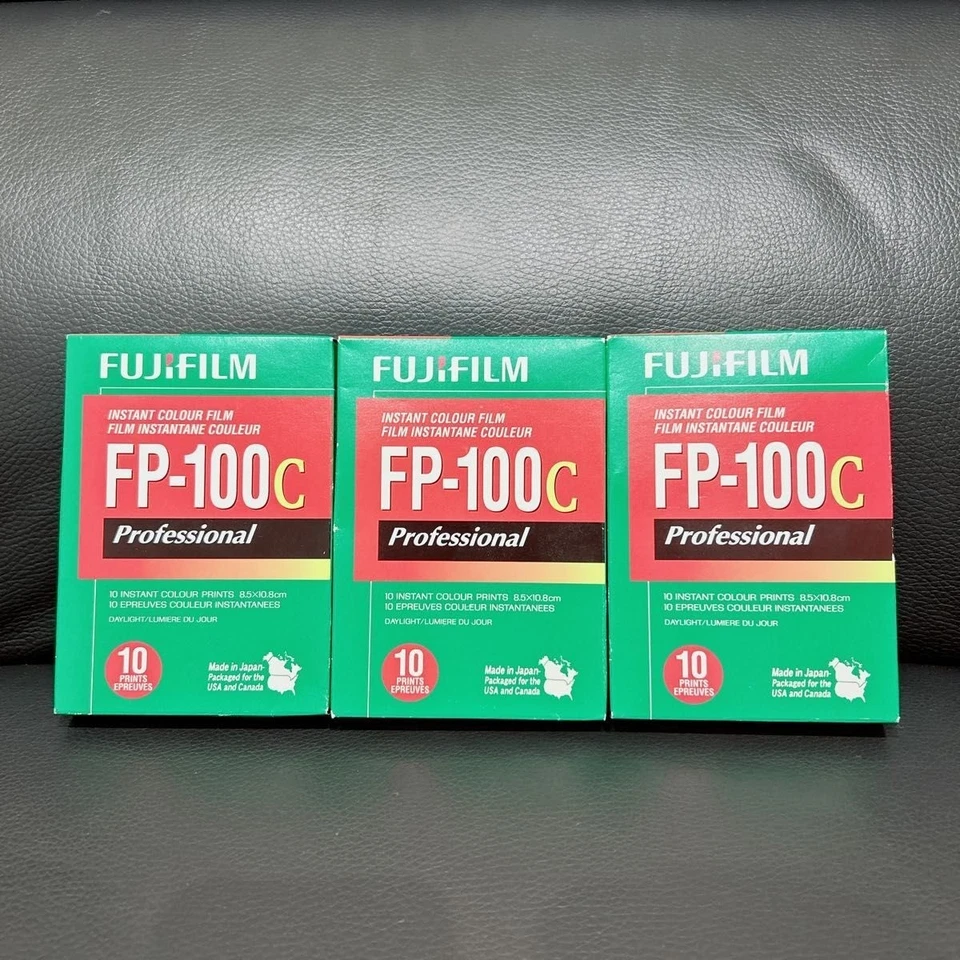 FUJIFILM
INSTANT COLOUR FILM
FILM INSTANTANE COULEUR
FP-100C
Professional
10 INSTANT COLOUR PRINTS 8.5×10.8cm
10 EPREUVES COULEUR INSTANTANEES
DAYLIGHT/LUMIERE DU JOUR
10
PRINTS
EPREUVES
Made in Japan-
Packaged for the
USA and Canada
FUJIFILM
INSTANT COLOUR FILM
FILM INSTANTANE COULEUR
FP-100C
Professional
10 INSTANT COLOUR PRINTS 8.5×10.8cm
10 EPREUVES COULEUR INSTANTANEES
DAYLIGHT/LUMIERE DU JOUR
10
PRINTS
EPREUVES
Made in Japan-
Packaged for the
USA and Canada
FUJIFILM
INSTANT COLOUR FILM
FILM INSTANTANE COULEUR
FP-100C
Professional
10 INSTANT COLOUR PRINTS 8.5×10.8cm
10 EPREUVES COULEUR INSTANTANEES
DAYLIGHT/LUMIERE DU JOUR
10
PRINTS
EPREUVES
Made in Japan-
Packaged for the
USA and Canada